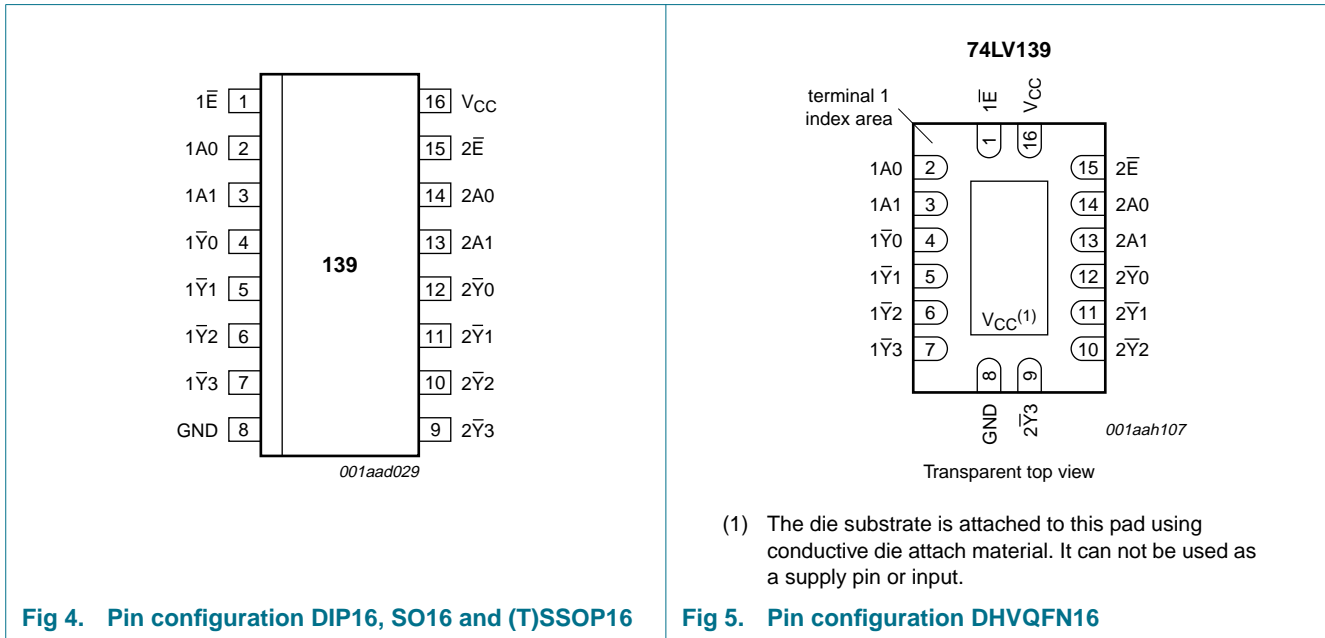 1E̅ 1 16 VCC
1A0 2 15 2E̅
1A1 3 14 2A0
1Y̅0 4 13 2A1
139
1Y̅1 5 12 2Y̅0
1Y̅2 6 11 2Y̅1
1Y̅3 7 10 2Y̅2
GND 8 9 2Y̅3
001aad029
Fig 4. Pin configuration DIP16, SO16 and (T)SSOP16
74LV139
terminal 1
index area
1E̅ VCC
1 16
1A0 2 15 2E̅
1A1 3 14 2A0
1Y̅0 4 13 2A1
1Y̅1 5 12 2Y̅0
1Y̅2 6 VCC(1) 11 2Y̅1
1Y̅3 7 10 2Y̅2
8 9
GND 2Y̅3
001aah107
Transparent top view
(1) The die substrate is attached to this pad using
conductive die attach material. It can not be used as
a supply pin or input.
Fig 5. Pin configuration DHVQFN16